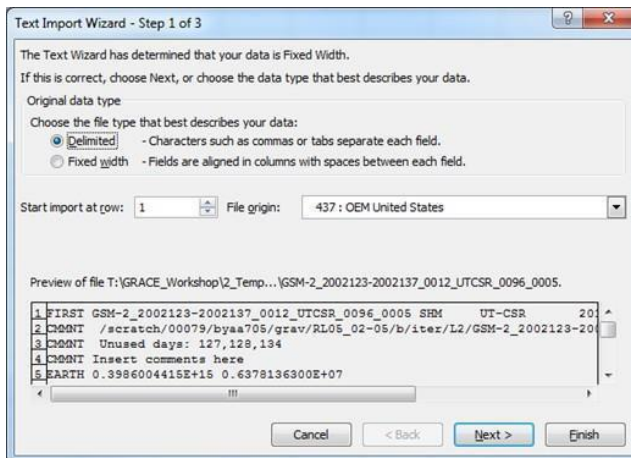 Text Import Wizard - Step 1 of 3
The Text Wizard has determined that your data is Fixed Width.
If this is correct, choose Next, or choose the data type that best describes your data.
Original data type
Choose the file type that best describes your data:
Delimited - Characters such as commas or tabs separate each field.
Fixed width - Fields are aligned in columns with spaces between each field.
Start import at row: 1 File origin: 437 : OEM United States
Preview of file T:\GRACE_Workshop\2_Temp...\GSM-2_2002123-2002137_0012_UTCSR_0096_0005.
1 FIRST GSM-2_2002123-2002137_0012_UTCSR_0096_0005 SHM UT-CSR 201
2 CMMNT /scratch/00079/byaa705/grav/RL05_02-05/b/iter/L2/GSM-2_2002123-200
3 CMMNT Unused days: 127,128,134
4 CMMNT Insert comments here
5 EARTH 0.3986004415E+15 0.6378136300E+07
Cancel < Back Next > Finish